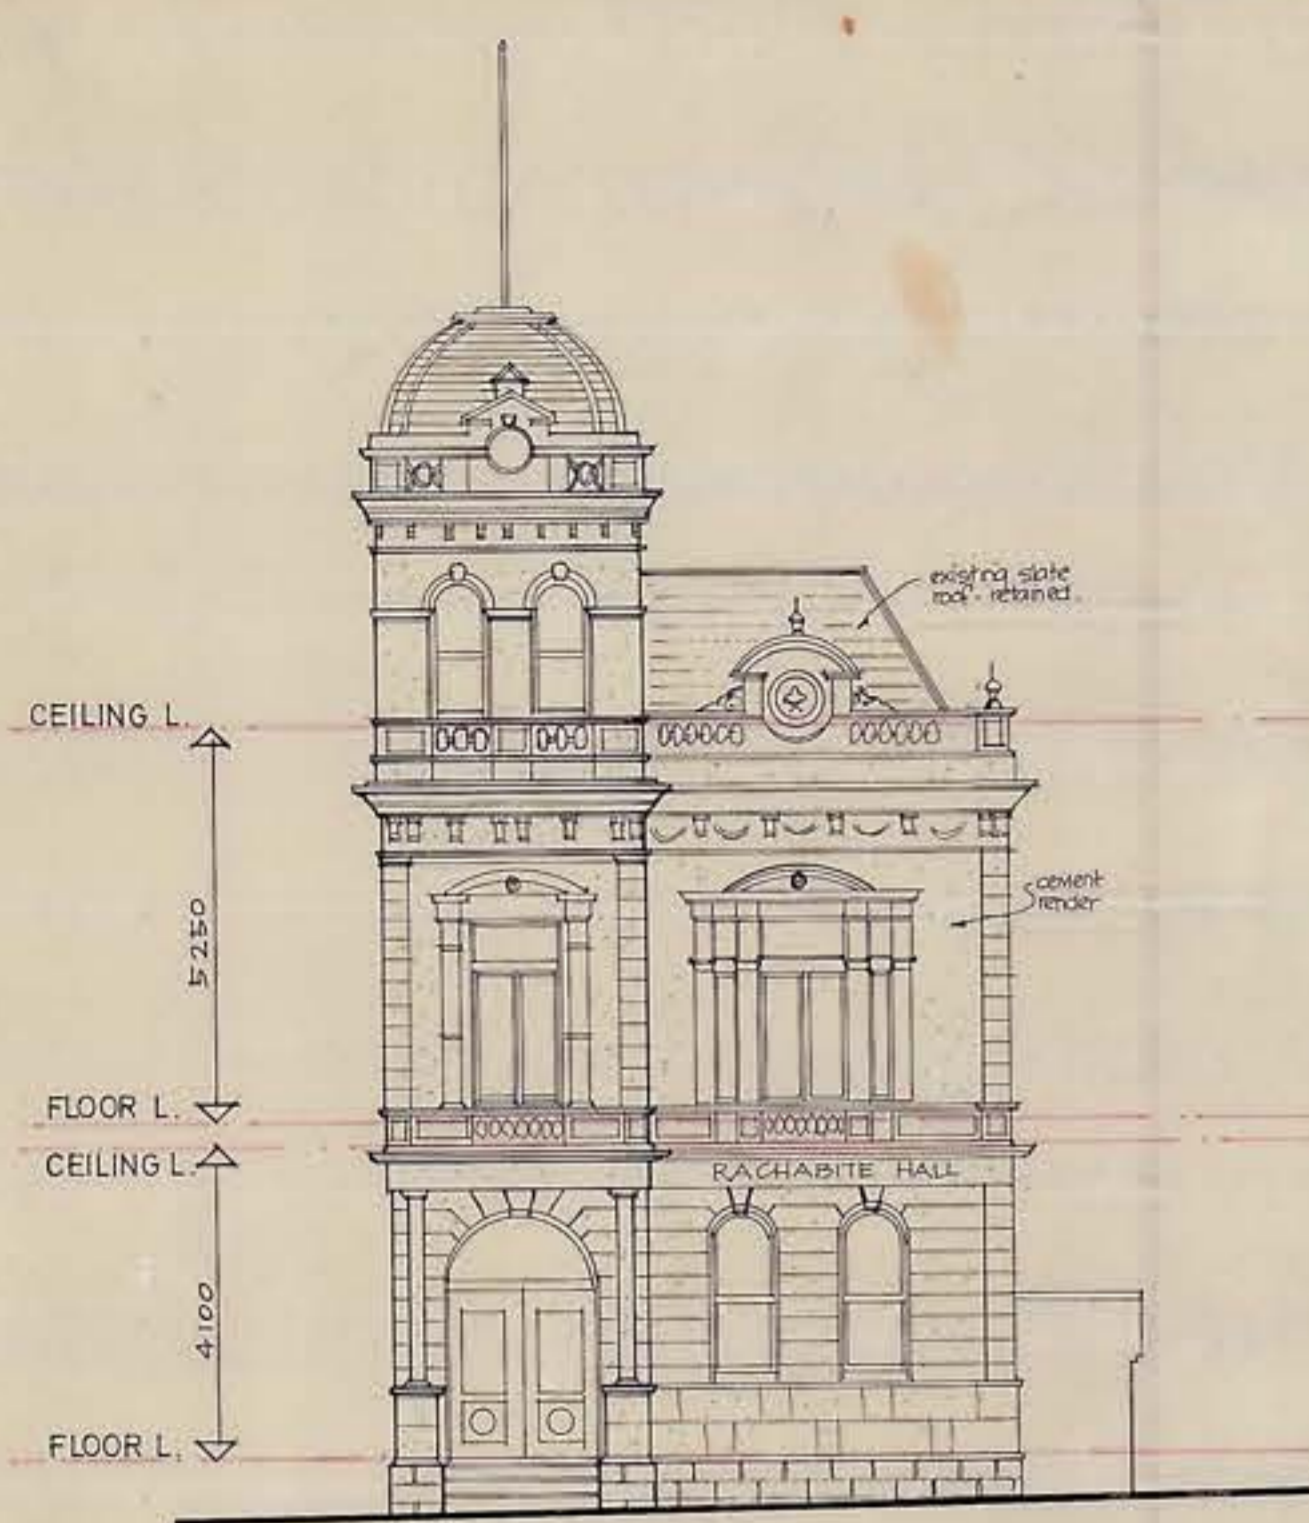 existing slate
roof - retained.
CEILING L.
cement
render
5250
FLOOR L.
CEILING L.
RACHABITE HALL
4100
FLOOR L.